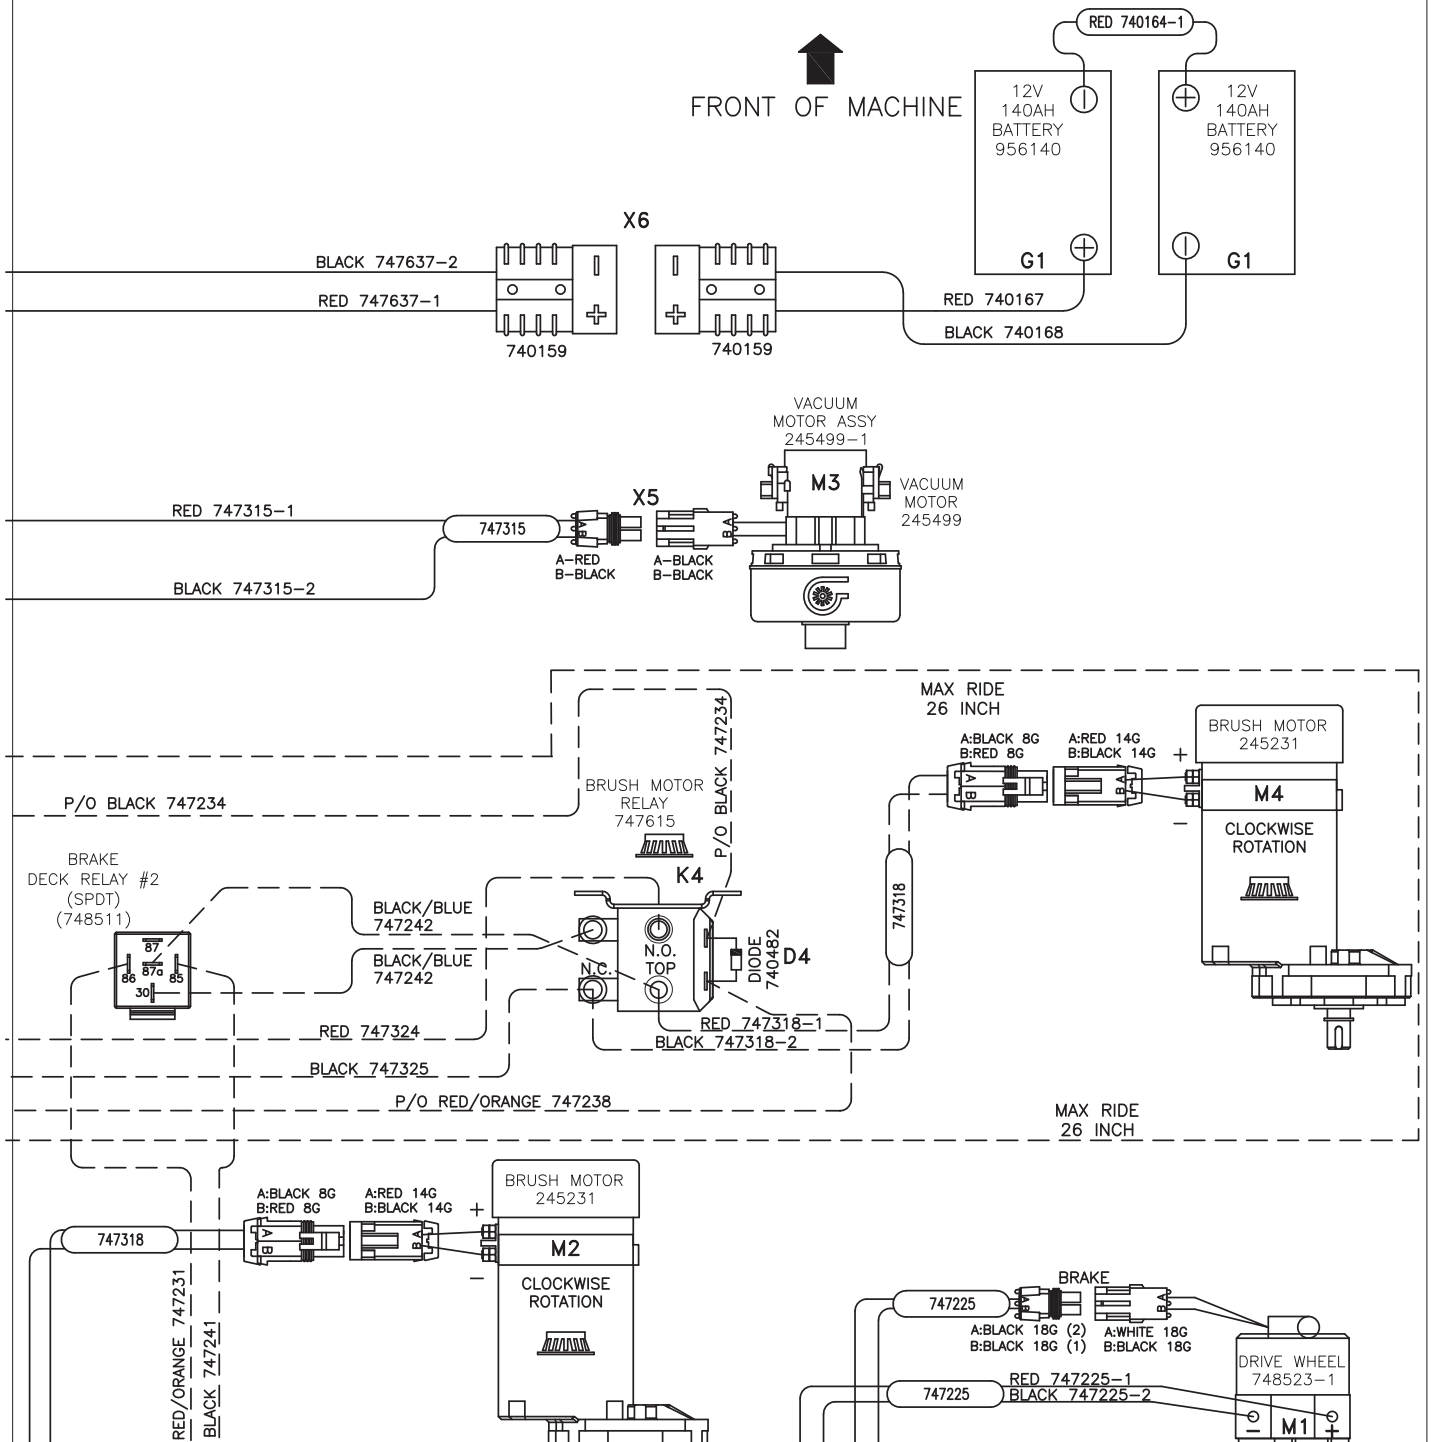 RED 740164-1
FRONT OF MACHINE
12V
140AH
BATTERY
956140
G1
12V
140AH
BATTERY
956140
G1
X6
BLACK 747637-2
RED 747637-1
740159
740159
RED 740167
BLACK 740168
VACUUM
MOTOR ASSY
245499-1
M3
VACUUM
MOTOR
245499
RED 747315-1
747315
X5
A
B
A
B
A-RED
B-BLACK
A-BLACK
B-BLACK
BLACK 747315-2
MAX RIDE
26 INCH
P/O BLACK 747234
BRUSH MOTOR
245231
A:BLACK 8G
B:RED 8G
A:RED 14G
B:BLACK 14G
+
A
B
A
B
M4
-
CLOCKWISE
ROTATION
P/O BLACK 747234
BRUSH MOTOR
RELAY
747615
K4
747318
BRAKE
DECK RELAY #2
(SPDT)
(748511)
87
86
87a
85
30
BLACK/BLUE
747242
BLACK/BLUE
747242
N.O.
TOP
N.C.
DIODE
740482
D4
RED 747324
RED 747318-1
BLACK 747318-2
BLACK 747325
P/O RED/ORANGE 747238
MAX RIDE
26 INCH
BRUSH MOTOR
245231
A:BLACK 8G
B:RED 8G
A:RED 14G
B:BLACK 14G
+
747318
A
B
A
B
M2
-
CLOCKWISE
ROTATION
RED/ORANGE 747231
BLACK 747241
BRAKE
747225
A
B
A
B
A:BLACK 18G (2)
B:BLACK 18G (1)
A:WHITE 18G
B:BLACK 18G
DRIVE WHEEL
748523-1
747225
RED 747225-1
BLACK 747225-2
-
M1
+